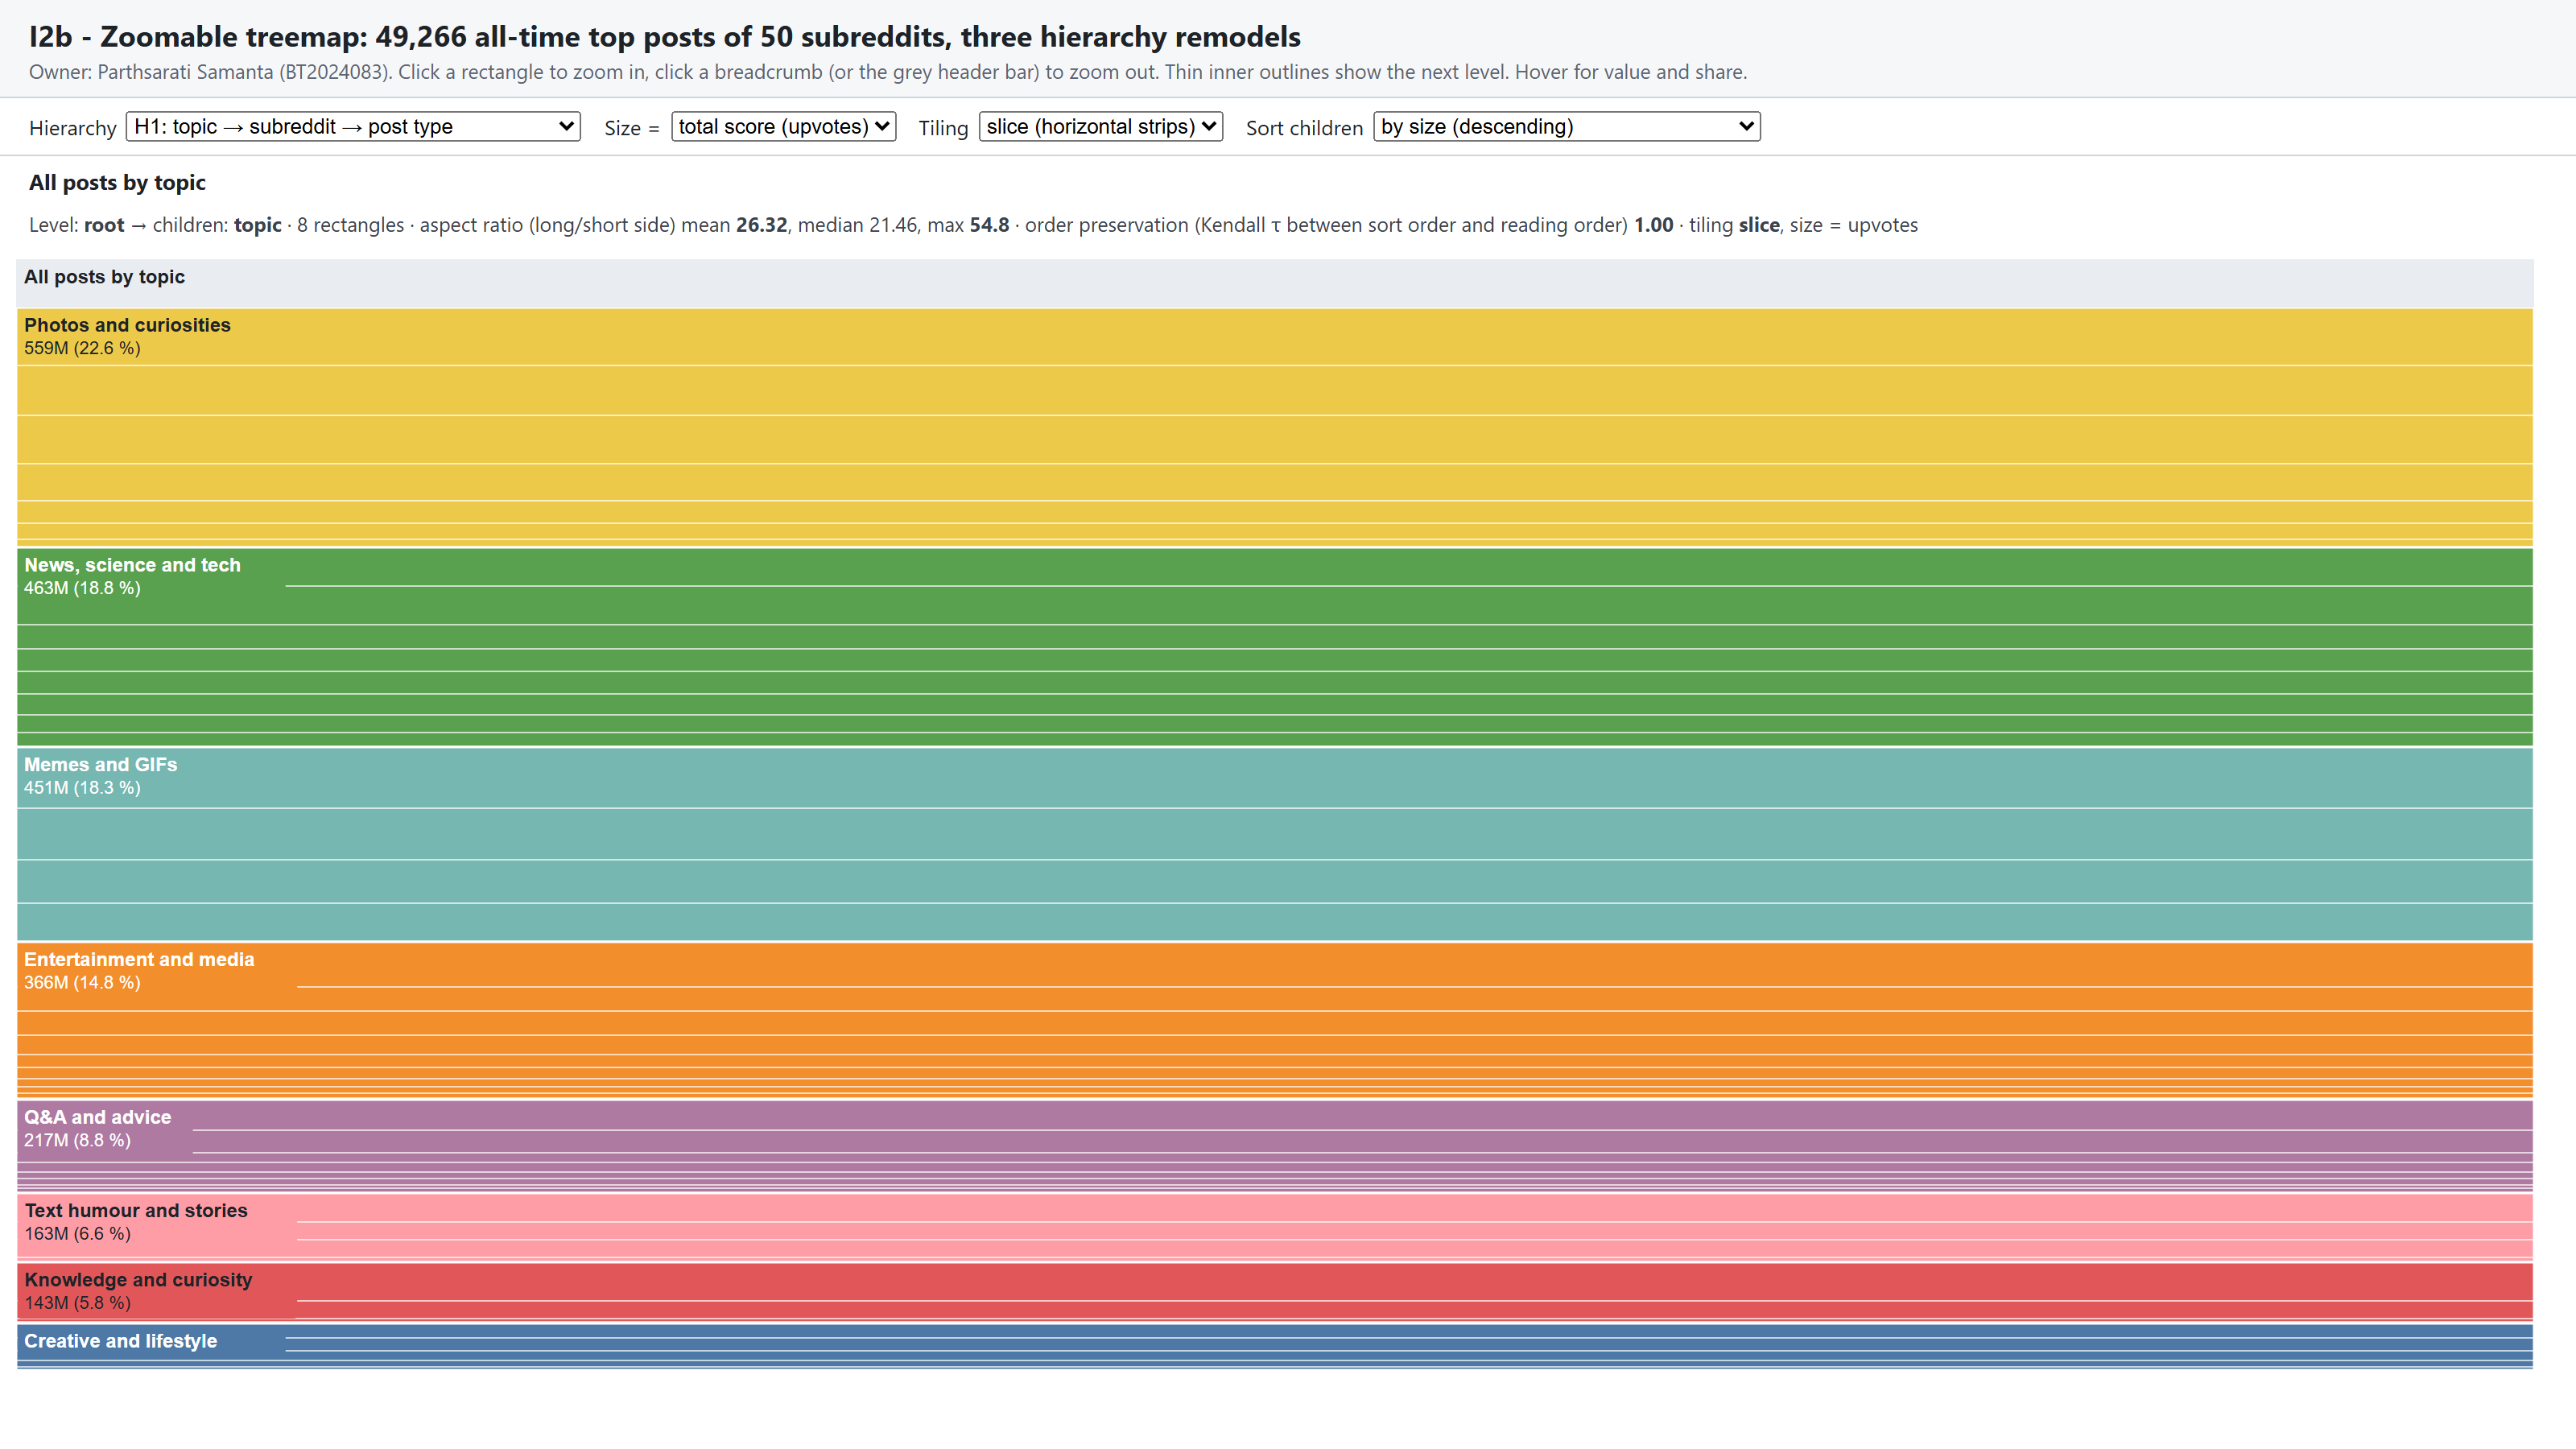 I2b - Zoomable treemap: 49,266 all-time top posts of 50 subreddits, three hierarchy remodels
Owner: Parthsarati Samanta (BT2024083). Click a rectangle to zoom in, click a breadcrumb (or the grey header bar) to zoom out. Thin inner outlines show the next level. Hover for value and share.
Hierarchy H1: topic → subreddit → post type Size = total score (upvotes) Tiling slice (horizontal strips) Sort children by size (descending)
All posts by topic
Level: root → children: topic · 8 rectangles · aspect ratio (long/short side) mean 26.32, median 21.46, max 54.8 · order preservation (Kendall τ between sort order and reading order) 1.00 · tiling slice, size = upvotes
All posts by topic
Photos and curiosities
559M (22.6 %)
News, science and tech
463M (18.8 %)
Memes and GIFs
451M (18.3 %)
Entertainment and media
366M (14.8 %)
Q&A and advice
217M (8.8 %)
Text humour and stories
163M (6.6 %)
Knowledge and curiosity
143M (5.8 %)
Creative and lifestyle